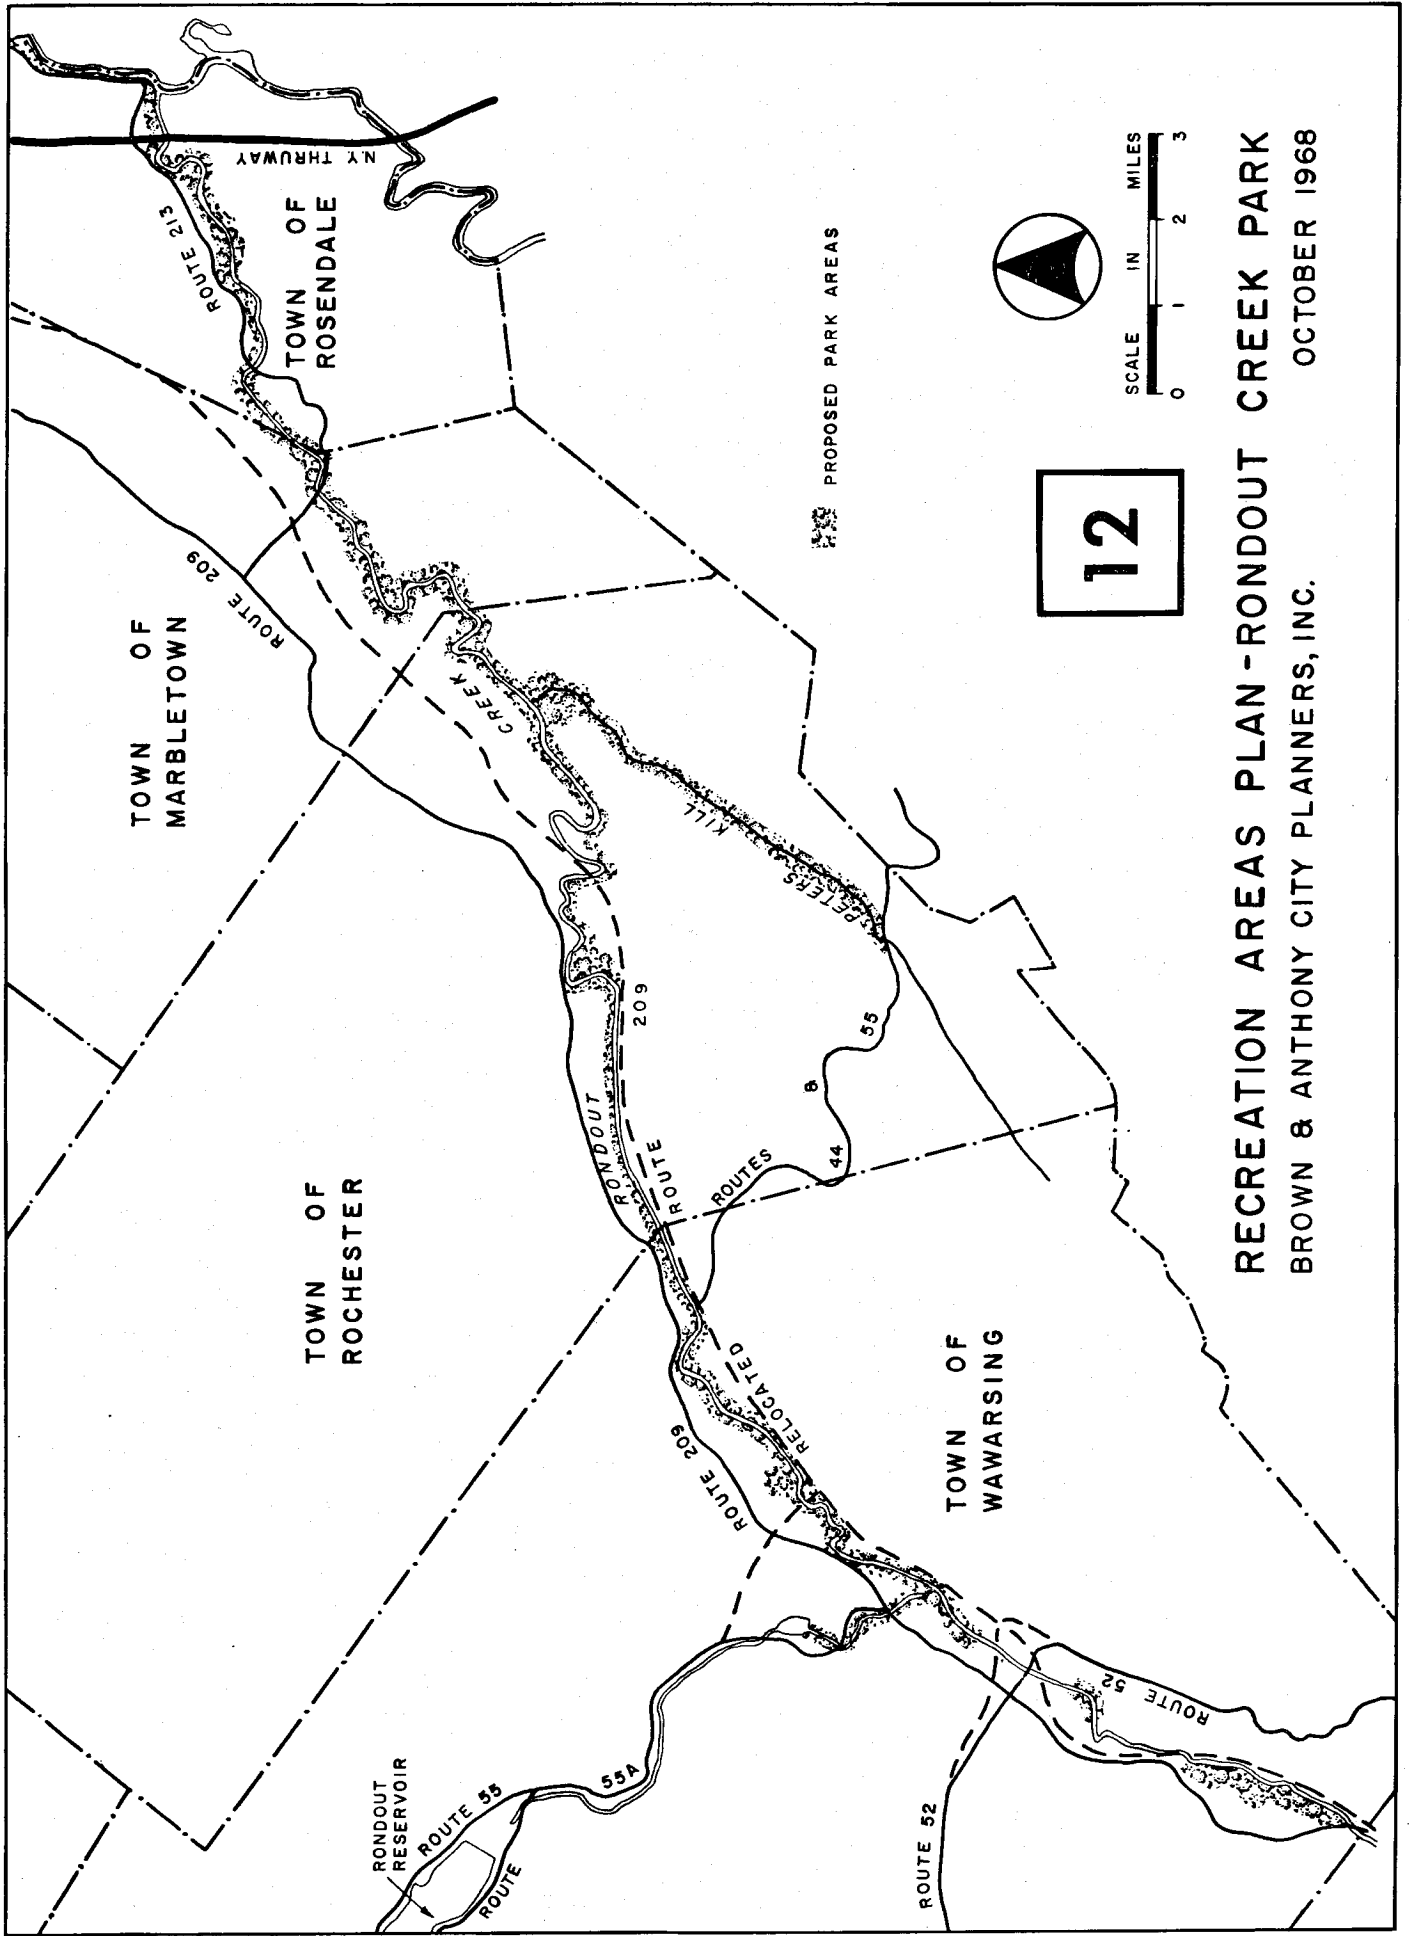 TOWN OF
MARBLETOWN
TOWN OF
ROCHESTER
TOWN OF
ROSENDALE
TOWN OF
WAWARSING
N.Y. THRUWAY
ROUTE 213
ROUTE 209
RONDOUT
CREEK
PETERS
KILL
RELOCATED
ROUTE
209
ROUTES
44
&
55
ROUTE 209
RONDOUT
RESERVOIR
ROUTE 55
ROUTE
55A
ROUTE 52
ROUTE 52
PROPOSED PARK AREAS
SCALE IN MILES
0 1 2 3
12
RECREATION AREAS PLAN - RONDOUT CREEK PARK
BROWN & ANTHONY CITY PLANNERS, INC.
OCTOBER 1968